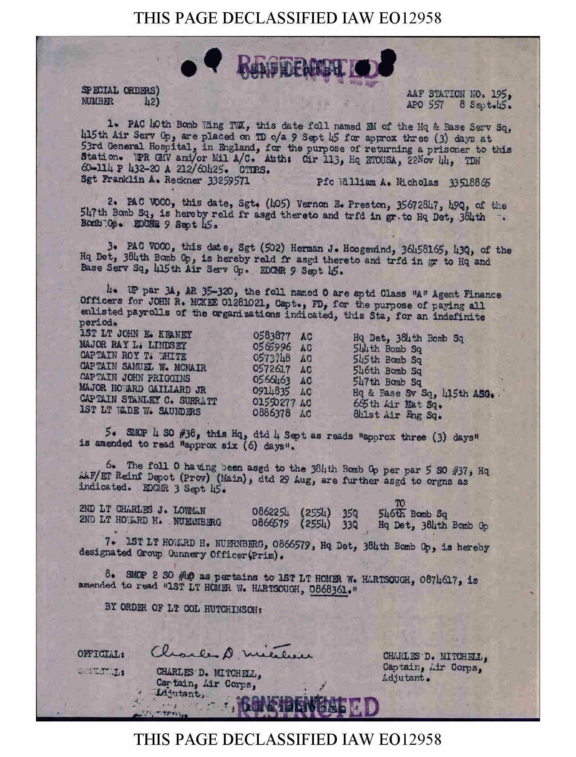 THIS PAGE DECLASSIFIED IAW EO12958
RESTRICTED
CONFIDENTIAL
SPECIAL ORDERS)
NUMBER 42)
AAF STATION NO. 195,
APO 557 8 Sept.45.
1. PAC 40th Bomb Wing TWX, this date foll named EM of the Hq & Base Serv Sq,
415th Air Serv Gp, are placed on TD o/a 9 Sept 45 for approx three (3) days at
53rd General Hospital, in England, for the purpose of returning a prisoner to this
Station. WPR GMV and/or Mil A/C. Auth: Cir 113, Hq ETOUSA, 22Nov 44, TDN
60-114 P 432-20 A 212/60425. GTTRS.
Sgt Franklin A. Reckner 33259571 Pfc William A. Nicholas 33518865
2. PAC VOCO, this date, Sgt. (405) Vernon E. Preston, 35672847, 49Q, of the
547th Bomb Sq, is hereby reld fr asgd thereto and trfd in gr.to Hq Det, 384th
Bomb Gp. EDCMR 9 Sept 45.
3. PAC VOCO, this date, Sgt (502) Herman J. Hoogewind, 36458165, 43Q, of the
Hq Det, 384th Bomb Gp, is hereby reld fr asgd thereto and trfd in gr to Hq and
Base Serv Sq, 415th Air Serv Gp. EDCMR 9 Sept 45.
4. UP par 3A, AR 35-320, the foll named O are aptd Class "A" Agent Finance
Officers for JOHN R. MCKEE O1281021, Capt., FD, for the purpose of paying all
enlisted payrolls of the organizations indicated, this Sta, for an indefinite
period.
1ST LT JOHN E. KEANEY 0583877 AC Hq Det, 384th Bomb Sq
MAJOR RAY L. LINDSEY 0565996 AC 544th Bomb Sq
CAPTAIN ROY T. WHITE 0573748 AC 545th Bomb Sq
CAPTAIN SAMUEL W. MCNAIR 0572617 AC 546th Bomb Sq
CAPTAIN JOHN PRIGGINS 0566463 AC 547th Bomb Sq
MAJOR HOWARD GAILLARD JR 0914835 AC Hq & Base Sv Sq, 415th ASG.
CAPTAIN STANLEY C. SURRATT 01550277 AC 665th Air Mat Sq.
1ST LT WADE W. SAUNDERS 0886378 AC 841st Air Eng Sq.
5. SMOP 4 SO #38, this Hq, dtd 4 Sept as reads "approx three (3) days"
is amended to read "approx six (6) days".
6. The foll O having been asgd to the 384th Bomb Gp per par 5 SO #37, Hq
AAF/ET Reinf Depot (Prov) (Main), dtd 29 Aug, are further asgd to orgns as
indicated. EDCMR 3 Sept 45.
TO
2ND LT CHARLES J. LOWMAN 0862254 (2554) 35Q 546th Bomb Sq
2ND LT HOWARD H. NUERNBERG 0866579 (2554) 33Q Hq Det, 384th Bomb Gp
7. 1ST LT HOWARD H. NUERNBERG, 0866579, Hq Det, 384th Bomb Gp, is hereby
designated Group Gunnery Officer(Prim).
8. SMOP 2 SO #40 as pertains to 1ST LT HOMER W. HARTSOUGH, 0874617, is
amended to read "1ST LT HOMER W. HARTSOUGH, 0868361."
BY ORDER OF LT COL HUTCHINSON:
OFFICIAL: Charles D Mitchell
CHARLES D. MITCHELL,
Captain, Air Corps,
Adjutant.
CHARLES D. MITCHELL,
Captain, Air Corps,
Adjutant.
CONFIDENTIAL
RESTRICTED
THIS PAGE DECLASSIFIED IAW EO12958